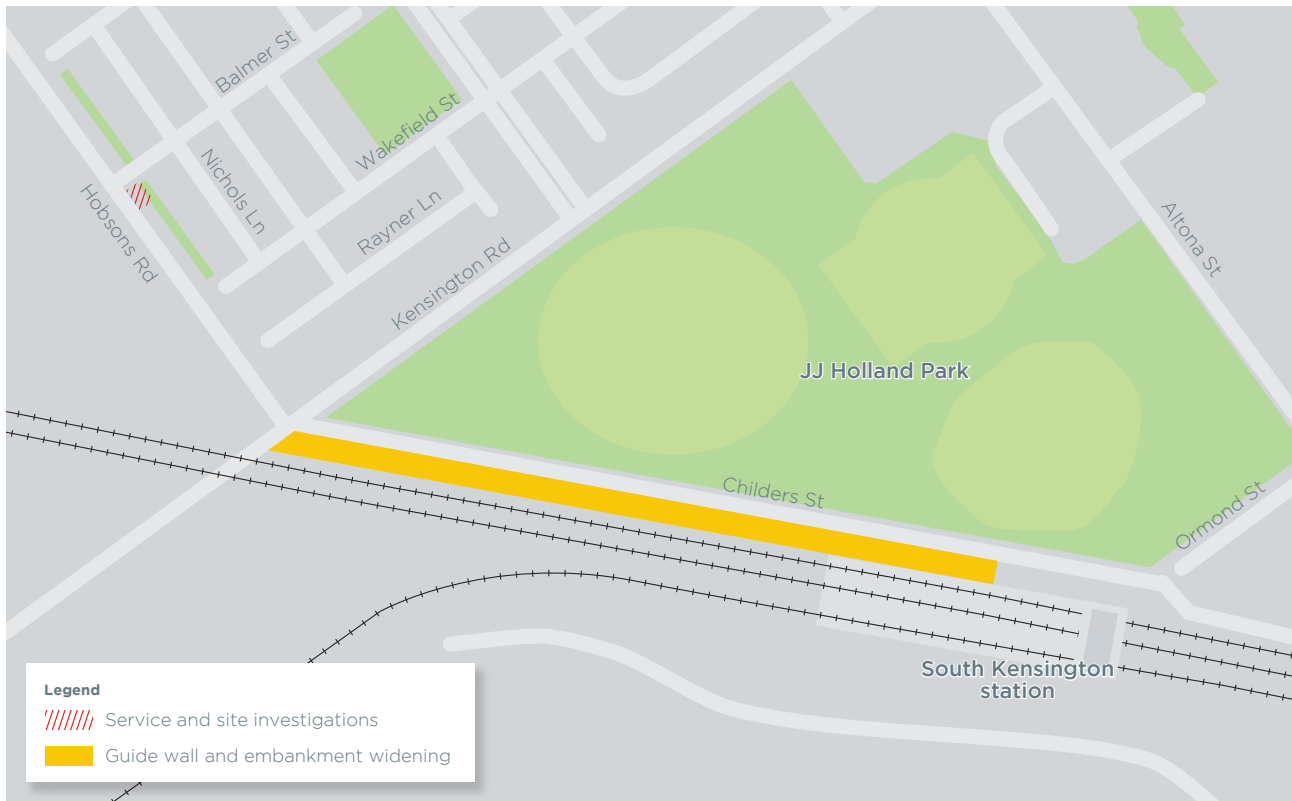 Balmer St
Wakefield St
Nichols Ln
Hobsons Rd
Rayner Ln
Kensington Rd
Altona St
JJ Holland Park
Childers St
Ormond St
South Kensington
station
Legend
Service and site investigations
Guide wall and embankment widening